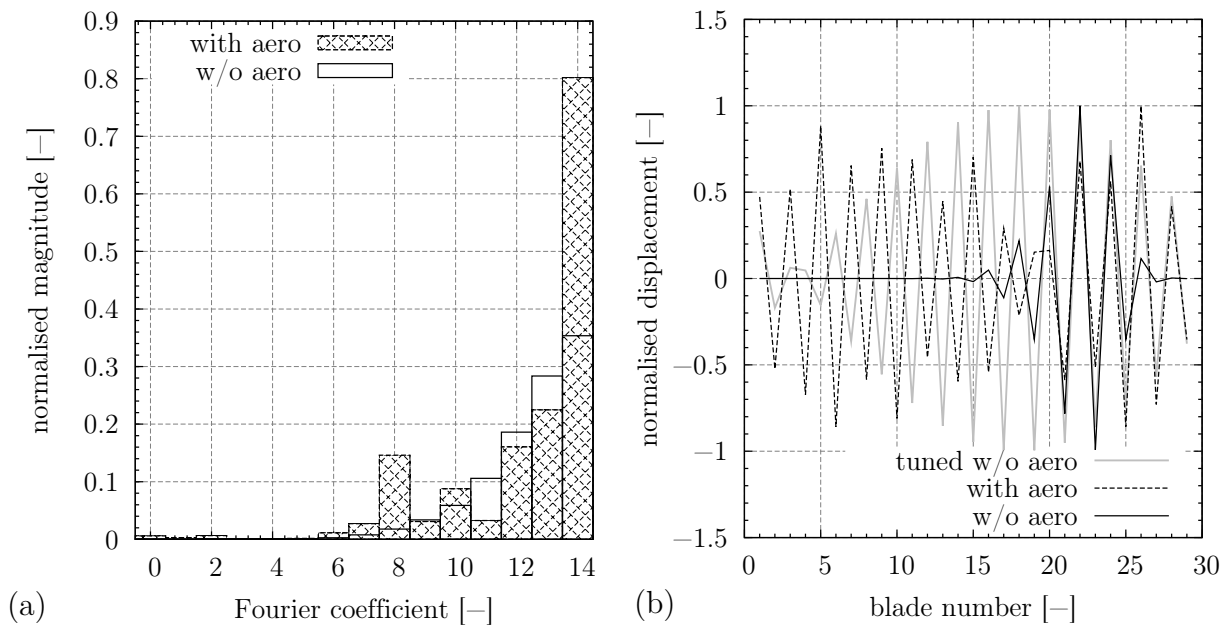 with aero
w/o aero
normalised magnitude [–]
0.9
0.8
0.7
0.6
0.5
0.4
0.3
0.2
0.1
0
0 2 4 6 8 10 12 14
Fourier coefficient [–]
(a)
normalised displacement [–]
1.5
1
0.5
0
−0.5
−1
−1.5
tuned w/o aero
with aero
w/o aero
0 5 10 15 20 25 30
blade number [–]
(b)